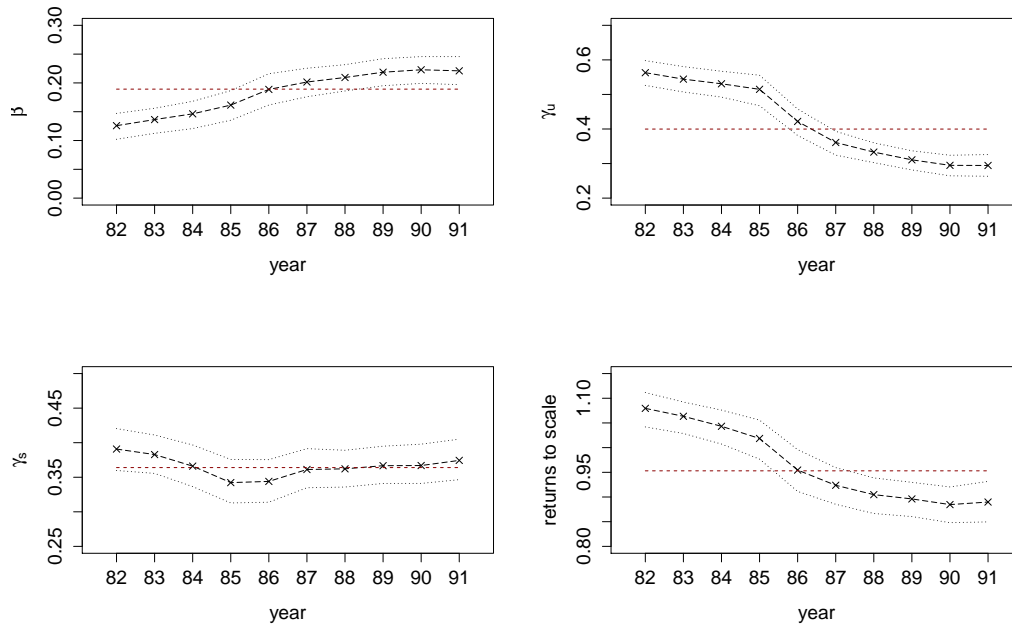 β
0.00 0.10 0.20 0.30
82 83 84 85 86 87 88 89 90 91
year
γu
0.2 0.4 0.6
82 83 84 85 86 87 88 89 90 91
year
γs
0.25 0.35 0.45
82 83 84 85 86 87 88 89 90 91
year
returns to scale
0.80 0.95 1.10
82 83 84 85 86 87 88 89 90 91
year